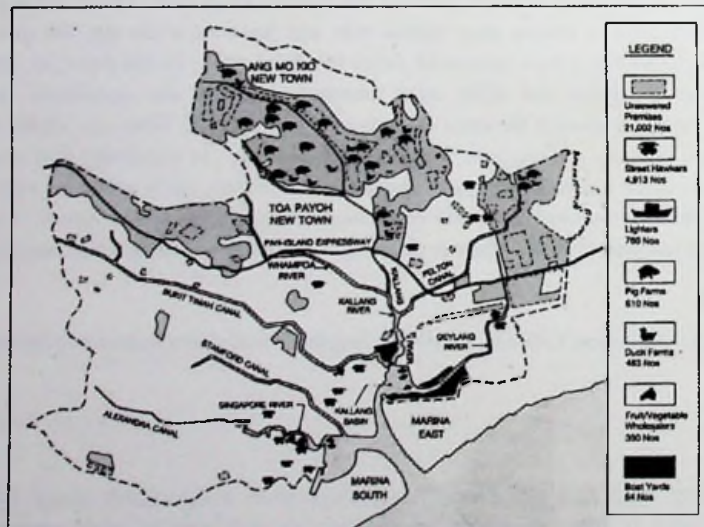 ANG MO KIO
NEW TOWN
TOA PAYOH
NEW TOWN
PAN-ISLAND EXPRESSWAY
WHAMPOA
RIVER
KALLANG
PELTON
CANAL
KALLANG
RIVER
BUKIT TIMAH CANAL
GEYLANG
RIVER
STAMFORD CANAL
SINGAPORE RIVER
KALLANG
BASIN
MARINA
EAST
ALEXANDRA CANAL
MARINA
SOUTH
LEGEND
Unsewered
Premises
21,002 Nos
Street Hawkers
4,913 Nos
Lighters
Nos
Pig Farms
610 Nos
Duck Farms
Nos
Fruit/Vegetable
Wholesalers
Nos
Boat Yards
Nos